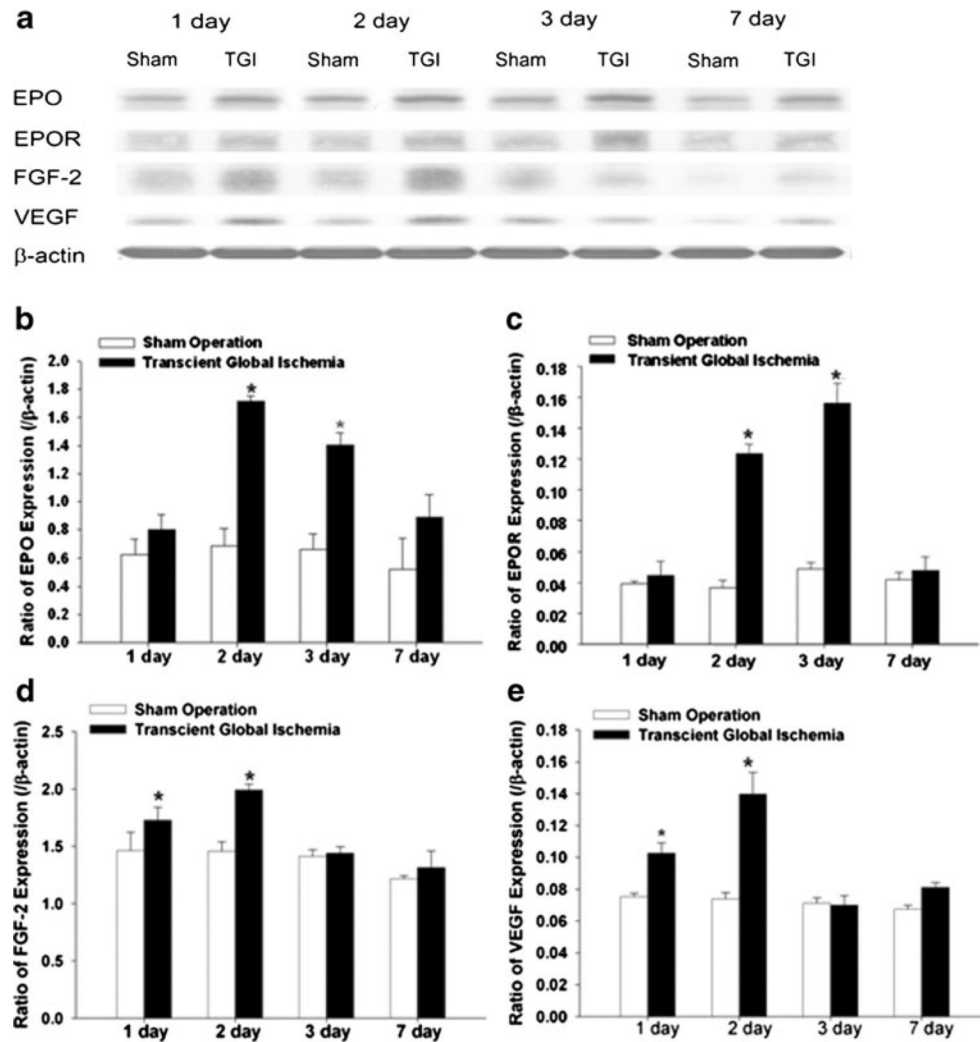 a
1 day 2 day 3 day 7 day
Sham TGI Sham TGI Sham TGI Sham TGI
EPO
EPOR
FGF-2
VEGF
β-actin
b
Sham Operation
Transcient Global Ischemia
Ratio of EPO Expression (/β-actin)
2.0
1.8
1.6
1.4
1.2
1.0
0.8
0.6
0.4
0.2
0.0
* *
1 day 2 day 3 day 7 day
c
Sham Operation
Transcient Global Ischemia
Ratio of EPOR Expression (/β-actin)
0.18
0.16
0.14
0.12
0.10
0.08
0.06
0.04
0.02
0.00
* *
1 day 2 day 3 day 7 day
d
Sham Operation
Transcient Global Ischemia
Ratio of FGF-2 Expression (/β-actin)
2.5
2.0
1.5
1.0
0.5
0.0
* *
1 day 2 day 3 day 7 day
e
Sham Operation
Transcient Global Ischemia
Ratio of VEGF Expression (/β-actin)
0.18
0.16
0.14
0.12
0.10
0.08
0.06
0.04
0.02
0.00
* *
1 day 2 day 3 day 7 day